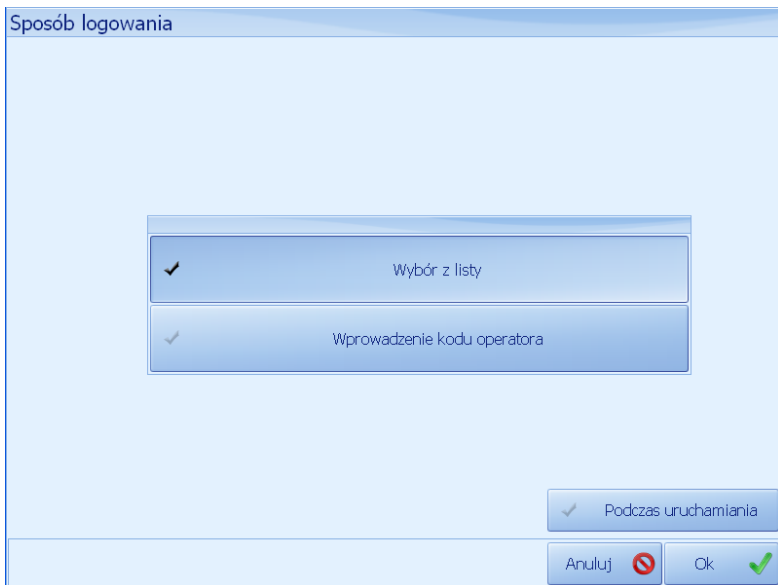 Sposób logowania
Wybór z listy
Wprowadzenie kodu operatora
Podczas uruchamiania
Anuluj
Ok